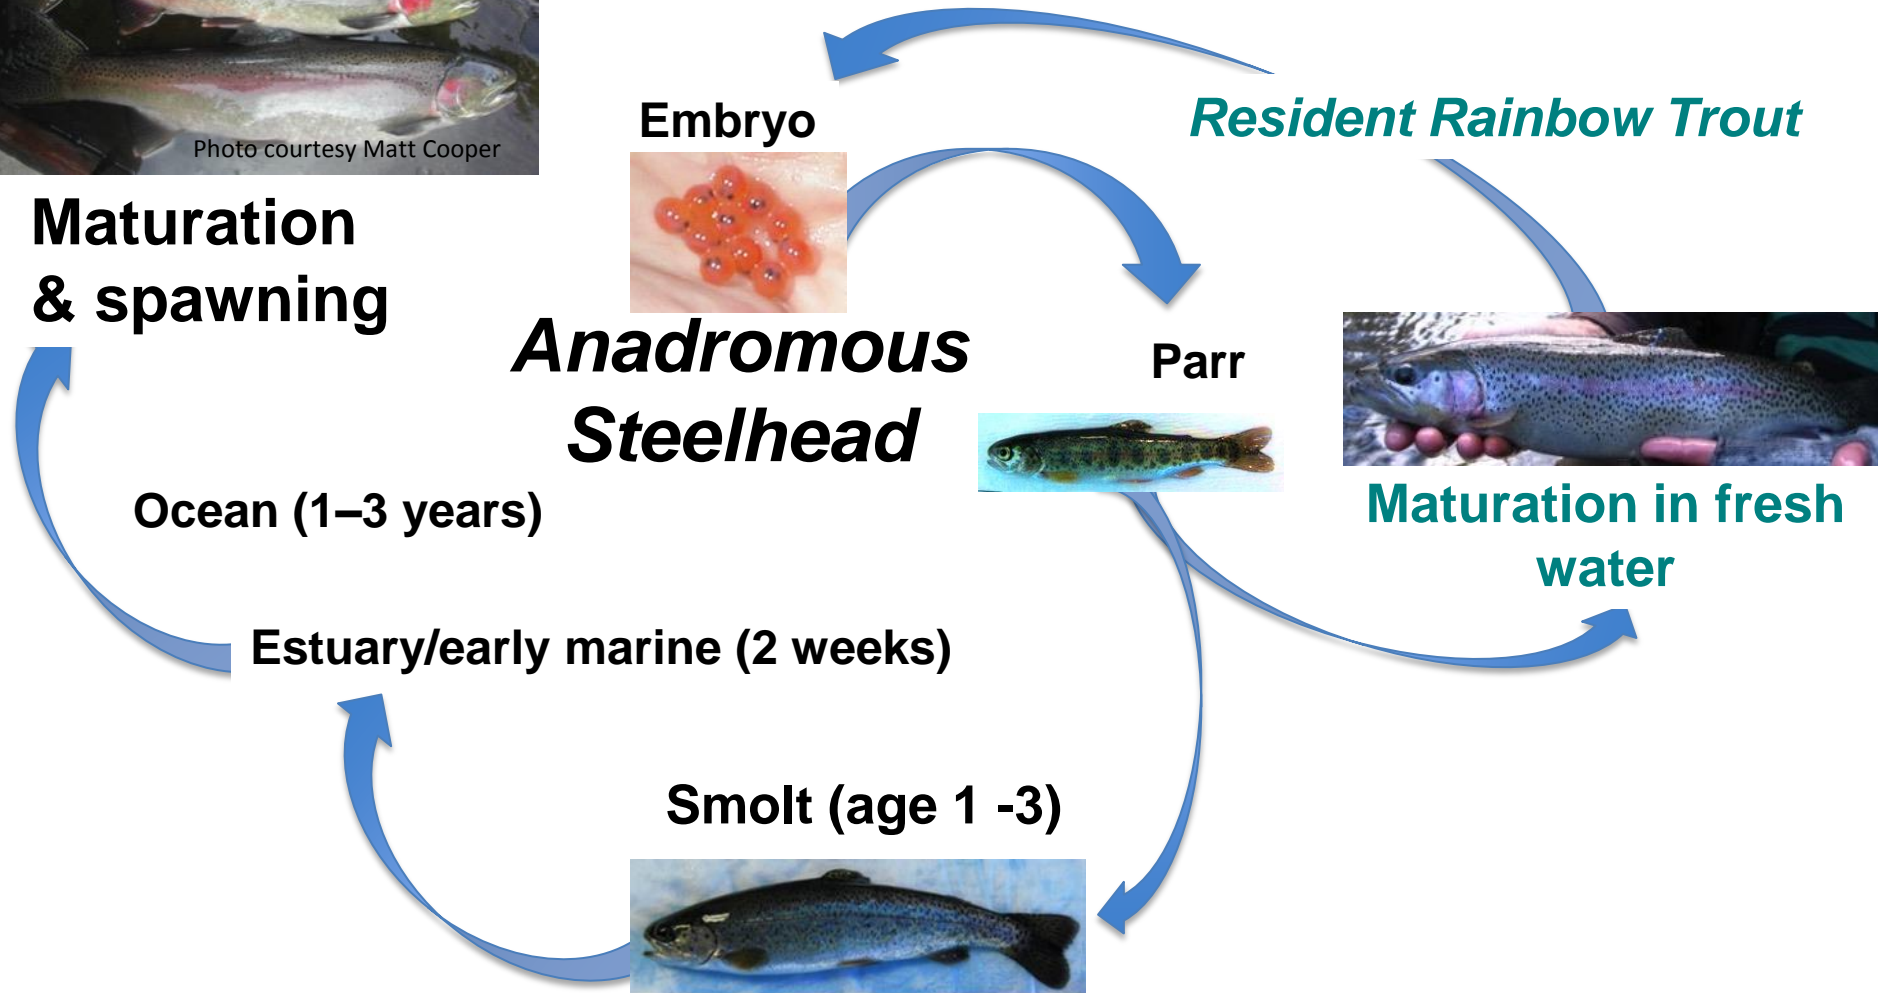 Photo courtesy Matt Cooper
Maturation
& spawning
Embryo
Resident Rainbow Trout
Anadromous
Steelhead
Parr
Maturation in fresh
water
Ocean (1–3 years)
Estuary/early marine (2 weeks)
Smolt (age 1 -3)